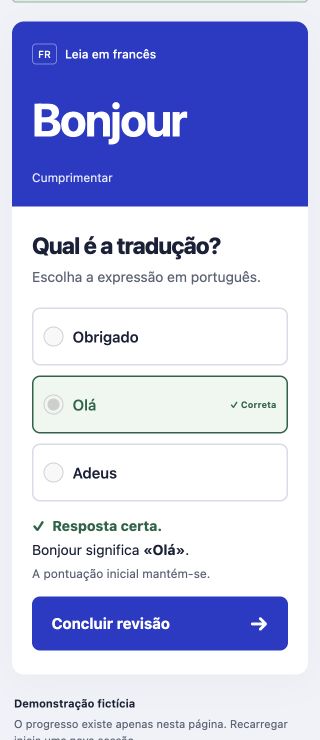 FR Leia em francês
Bonjour
Cumprimentar
Qual é a tradução?
Escolha a expressão em português.
Obrigado
Olá ✓ Correta
Adeus
✓ Resposta certa.
Bonjour significa «Olá».
A pontuação inicial mantém-se.
Concluir revisão →
Demonstração fictícia
O progresso existe apenas nesta página. Recarregar